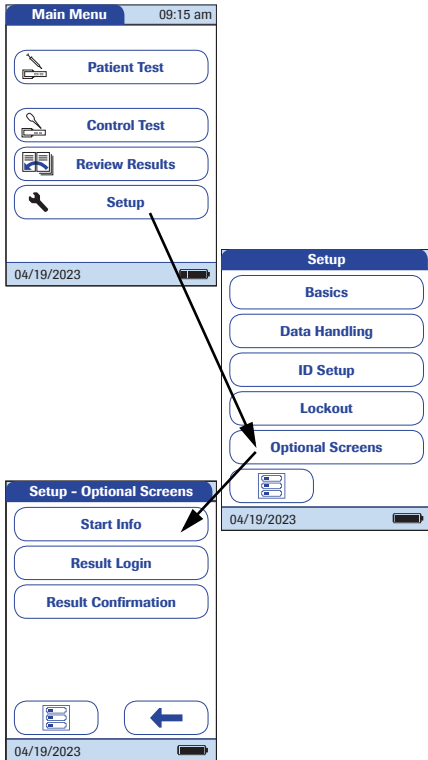 Main Menu 09:15 am
Patient Test
Control Test
Review Results
Setup
04/19/2023
Setup
Basics
Data Handling
ID Setup
Lockout
Optional Screens
04/19/2023
Setup - Optional Screens
Start Info
Result Login
Result Confirmation
04/19/2023